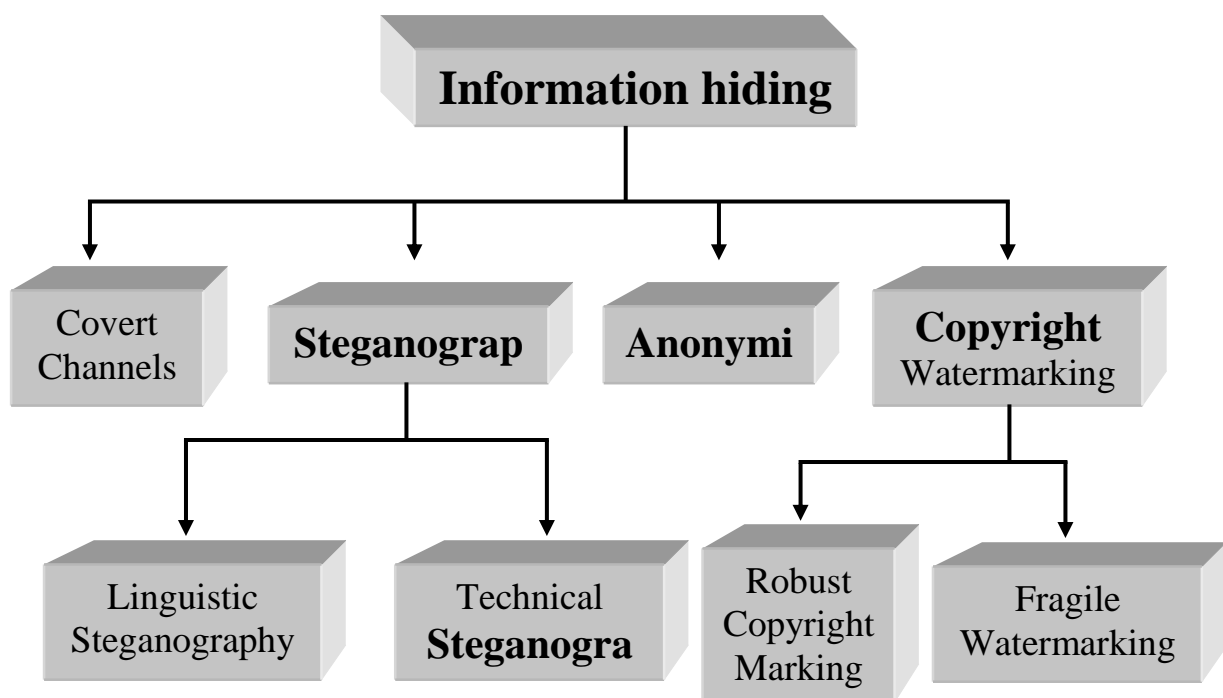 Information hiding
Covert
Channels
Steganograp
Anonymi
Copyright
Watermarking
Linguistic
Steganography
Technical
Steganogra
Robust
Copyright
Marking
Fragile
Watermarking